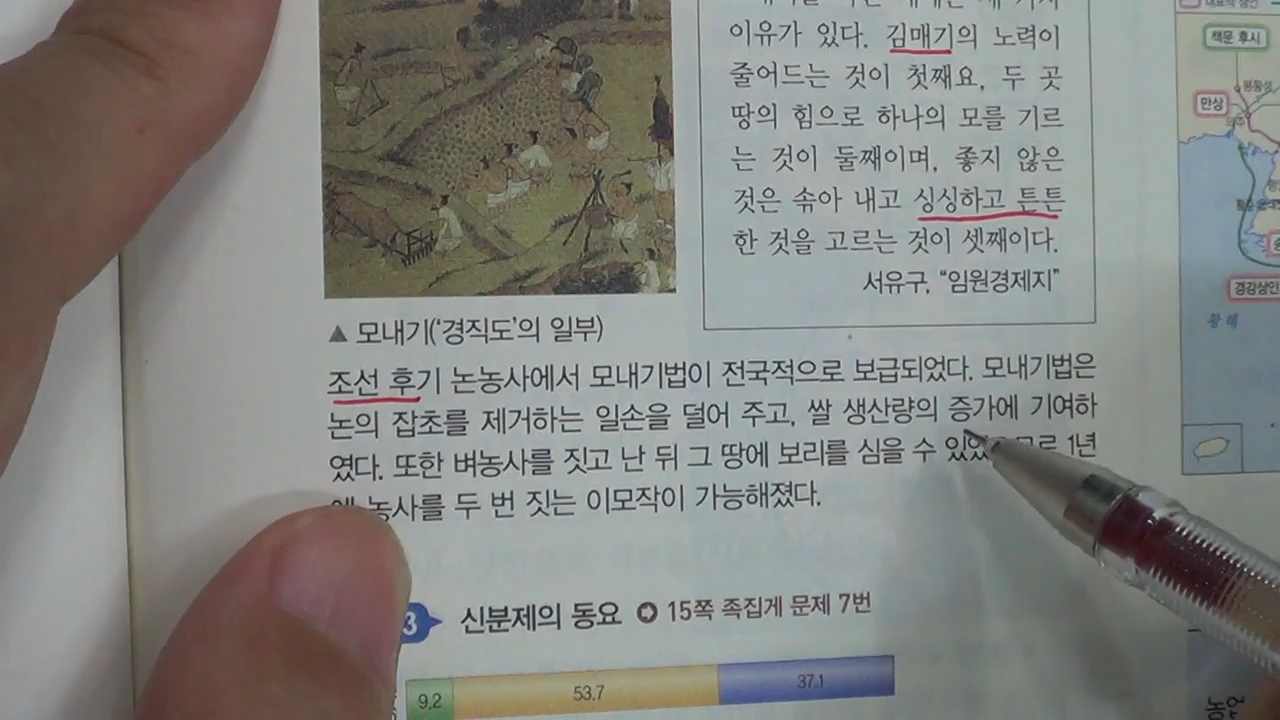 이유가 있다. 김매기의 노력이
줄어드는 것이 첫째요, 두 곳
땅의 힘으로 하나의 모를 기르
는 것이 둘째이며, 좋지 않은
것은 솎아 내고 싱싱하고 튼튼
한 것을 고르는 것이 셋째이다.
서유구, “임원경제지”
▲ 모내기(‘경직도’의 일부)
조선 후기 논농사에서 모내기법이 전국적으로 보급되었다. 모내기법은
논의 잡초를 제거하는 일손을 덜어 주고, 쌀 생산량의 증가에 기여하
였다. 또한 벼농사를 짓고 난 뒤 그 땅에 보리를 심을 수 1년
농사를 두 번 짓는 이모작이 가능해졌다.
3 신분제의 동요 15쪽 족집게 문제 7번
9.2 53.7 37.1
책문 후시
봉황성
만상
경강상인
황해